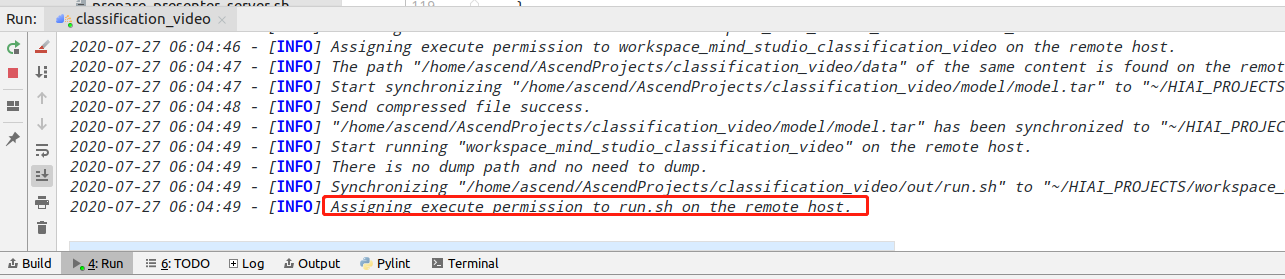 prepare_presenter_server.sh
119
}
Run: classification_video
2020-07-27 06:04:46 - [INFO] Assigning execute permission to workspace_mind_studio_classification_video on the remote host.
2020-07-27 06:04:47 - [INFO] The path "/home/ascend/AscendProjects/classification_video/data" of the same content is found on the remot
2020-07-27 06:04:47 - [INFO] Start synchronizing "/home/ascend/AscendProjects/classification_video/model/model.tar" to "~/HIAI_PROJECTS
2020-07-27 06:04:48 - [INFO] Send compressed file success.
2020-07-27 06:04:49 - [INFO] "/home/ascend/AscendProjects/classification_video/model/model.tar" has been synchronized to "~/HIAI_PROJEC
2020-07-27 06:04:49 - [INFO] Start running "workspace_mind_studio_classification_video" on the remote host.
2020-07-27 06:04:49 - [INFO] There is no dump path and no need to dump.
2020-07-27 06:04:49 - [INFO] Synchronizing "/home/ascend/AscendProjects/classification_video/out/run.sh" to "~/HIAI_PROJECTS/workspace_
2020-07-27 06:04:49 - [INFO] Assigning execute permission to run.sh on the remote host.
Build 4: Run 6: TODO Log Output Pylint Terminal